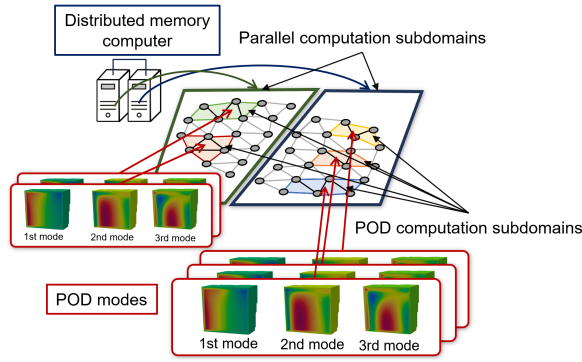 Distributed memory
computer
Parallel computation subdomains
1st mode
2nd mode
3rd mode
POD computation subdomains
POD modes
1st mode
2nd mode
3rd mode